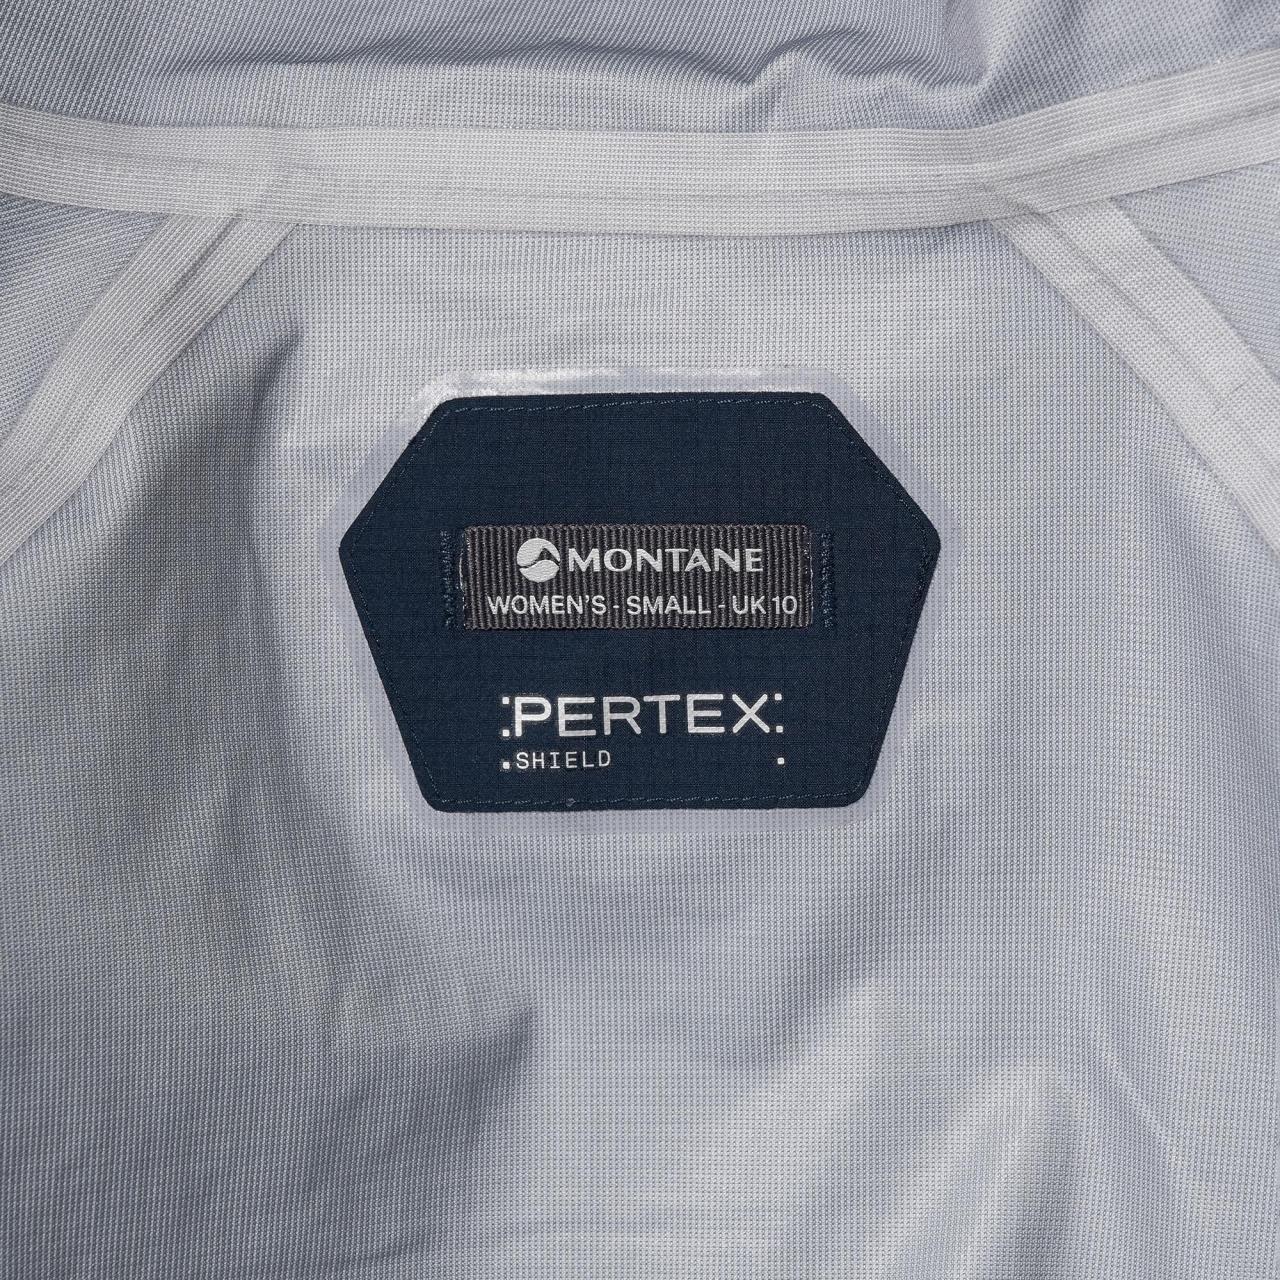 MONTANE
WOMEN'S - SMALL - UK 10
PERTEX
SHIELD